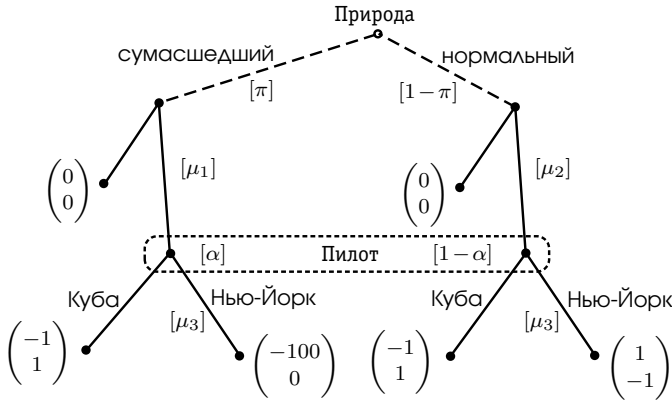 Природа
сумасшедший
нормальный
[π]
[1−π]
(0 0)
[μ₁]
(0 0)
[μ₂]
[α]
Пилот
[1−α]
Куба
Нью-Йорк
Куба
Нью-Йорк
[μ₃]
[μ₃]
(−1 1)
(−100 0)
(−1 1)
(1 −1)